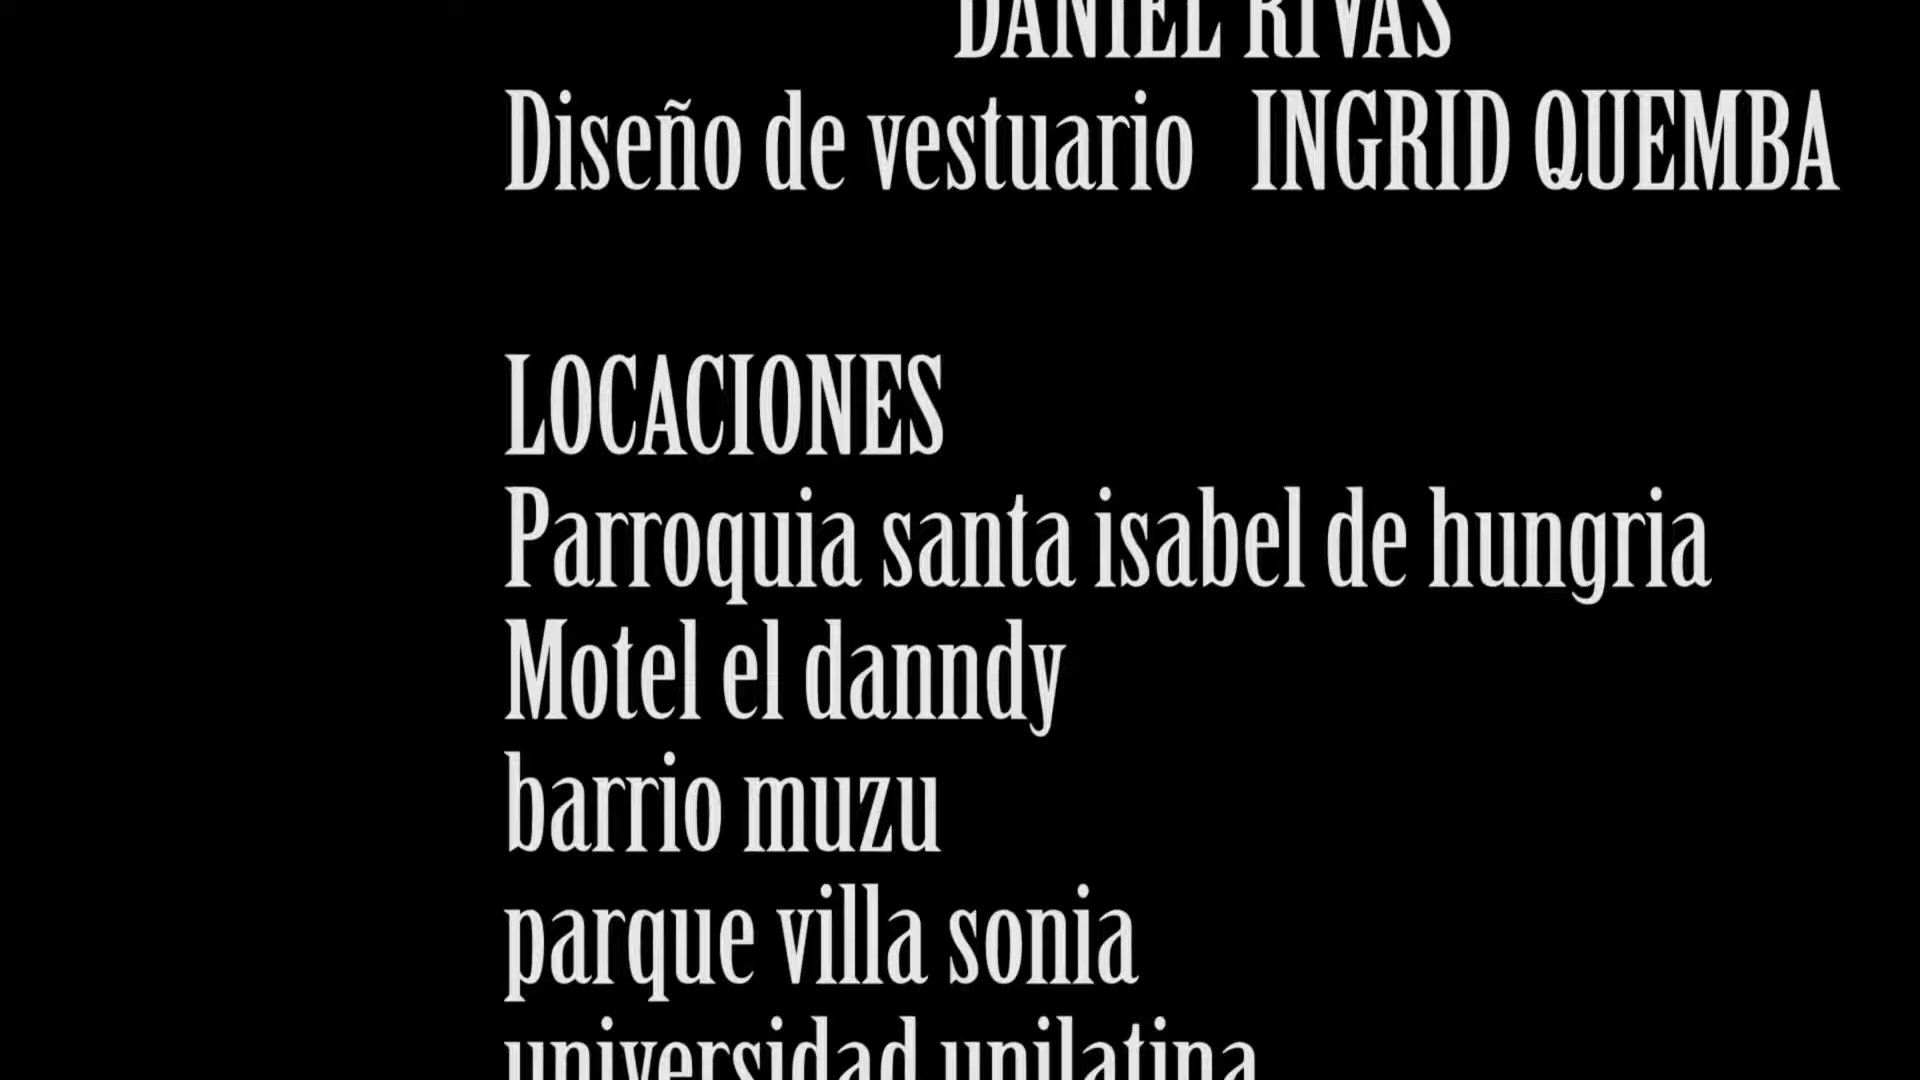 DANIEL RIVAS
Diseño de vestuario INGRID QUEMBA
LOCACIONES
Parroquia santa isabel de hungria
Motel el danndy
barrio muzu
parque villa sonia
universidad unilatina